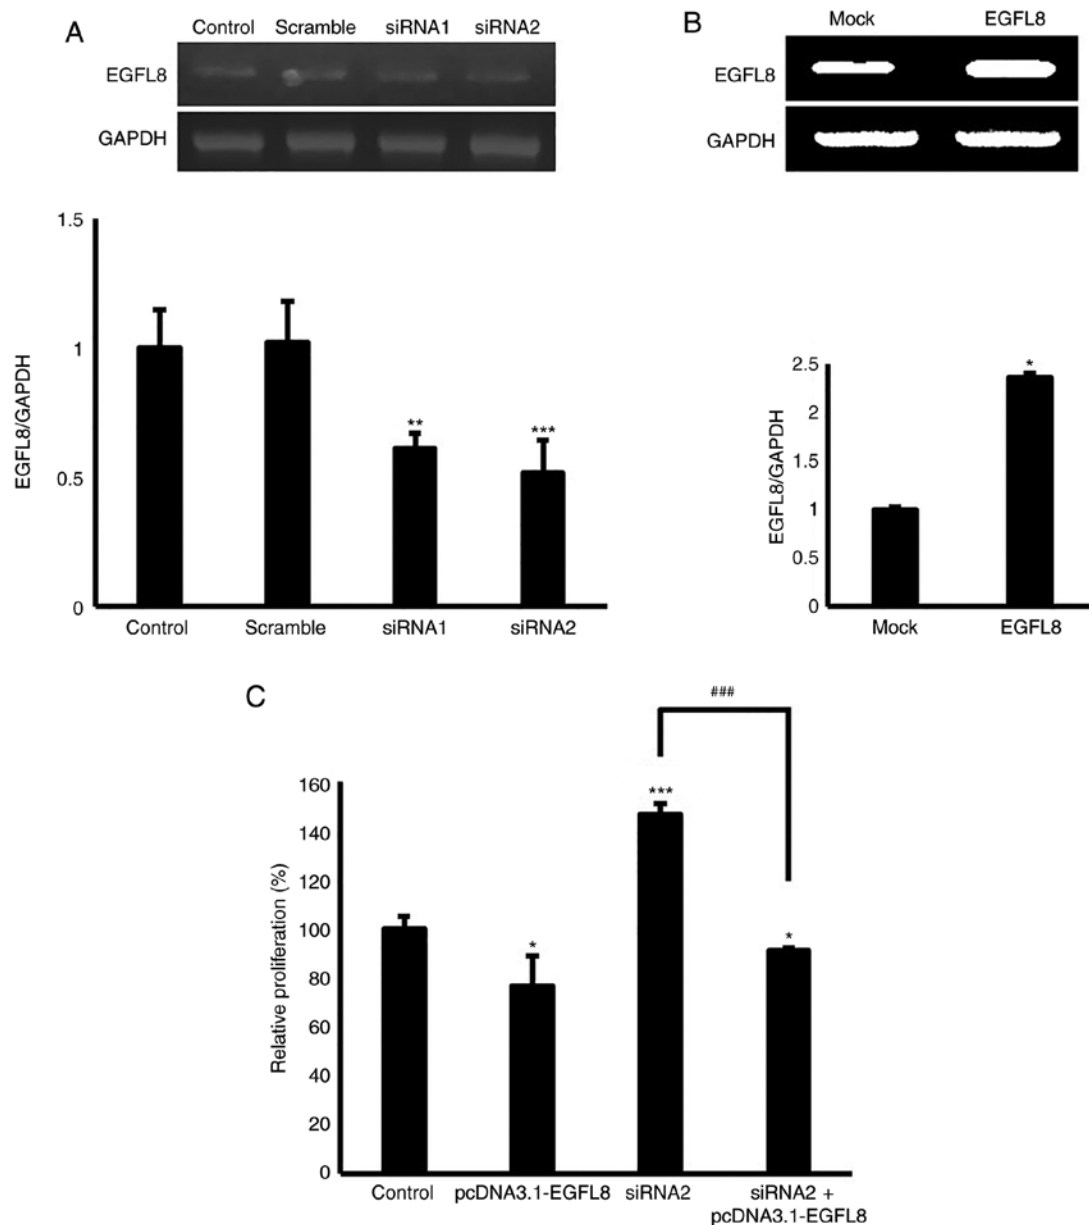 A
Control Scramble siRNA1 siRNA2
EGFL8
GAPDH
1.5
1
0.5
0
EGFL8/GAPDH
** ***
Control Scramble siRNA1 siRNA2
B
Mock EGFL8
EGFL8
GAPDH
2.5
2
1.5
1
0.5
0
EGFL8/GAPDH
*
Mock EGFL8
C
###
160
140
120
100
80
60
40
20
0
Relative proliferation (%)
* *** *
Control pcDNA3.1-EGFL8 siRNA2 siRNA2 +
pcDNA3.1-EGFL8